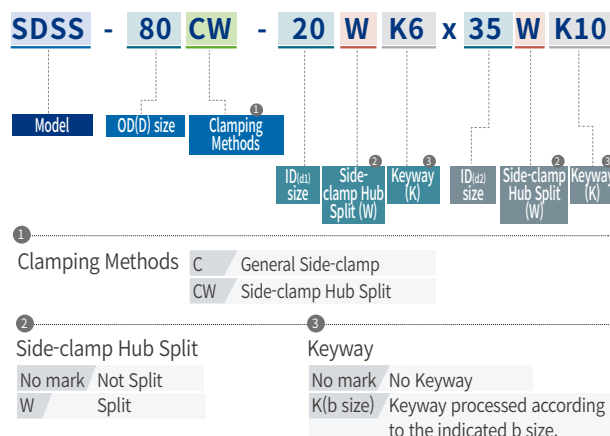 SDSS - 80 CW - 20 W K6 x 35 W K10
1
Model OD(D) size Clamping Methods
2 3 2 3
ID(d1) size Side-clamp Hub Split (W) Keyway (K) ID(d2) size Side-clamp Hub Split (W) Keyway (K)
1
Clamping Methods C General Side-clamp
CW Side-clamp Hub Split
2 3
Side-clamp Hub Split Keyway
No mark Not Split No mark No Keyway
W Split K(b size) Keyway processed according
to the indicated b size.